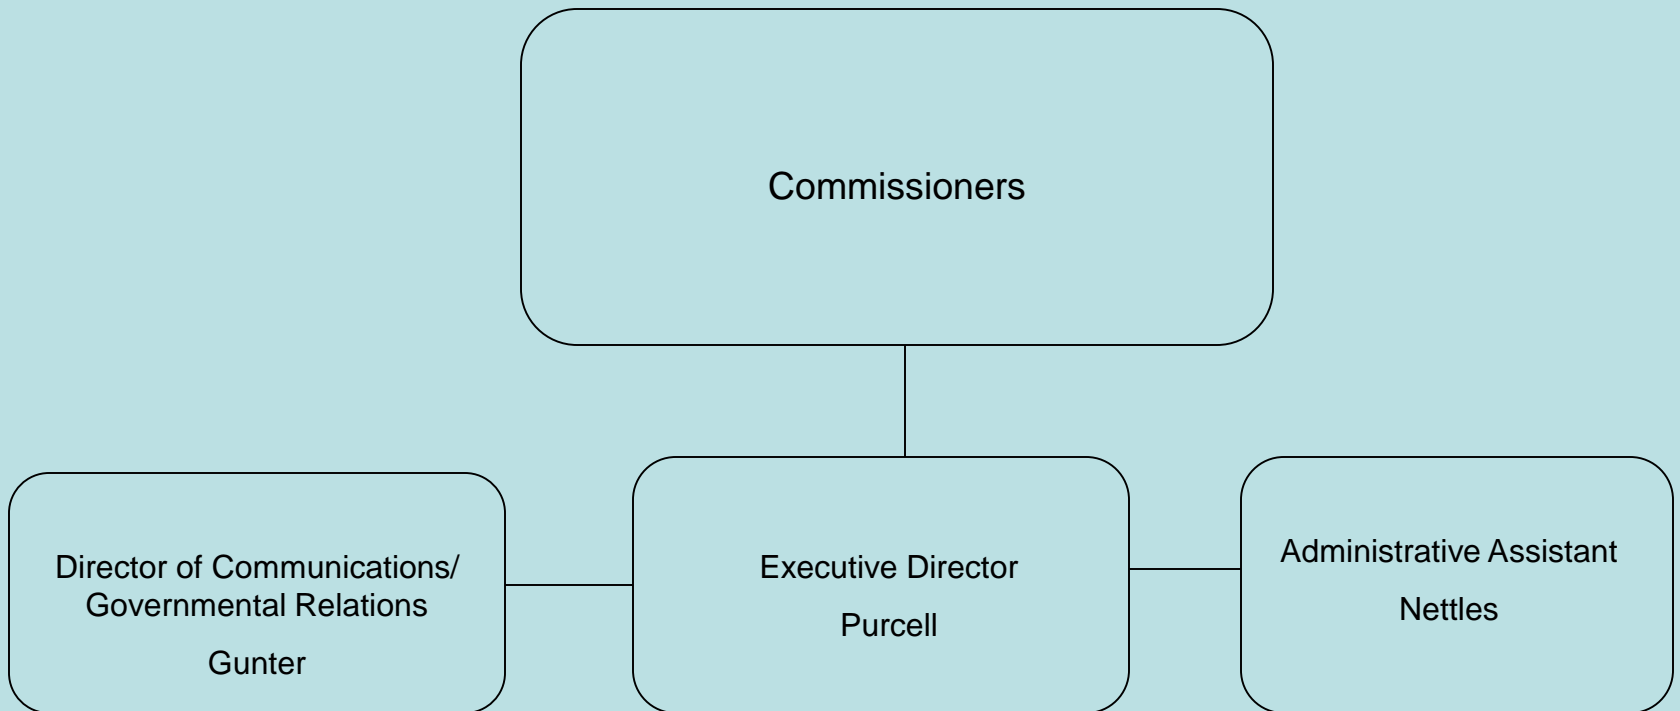 Commissioners
Director of Communications/
Governmental Relations
Gunter
Executive Director
Purcell
Administrative Assistant
Nettles